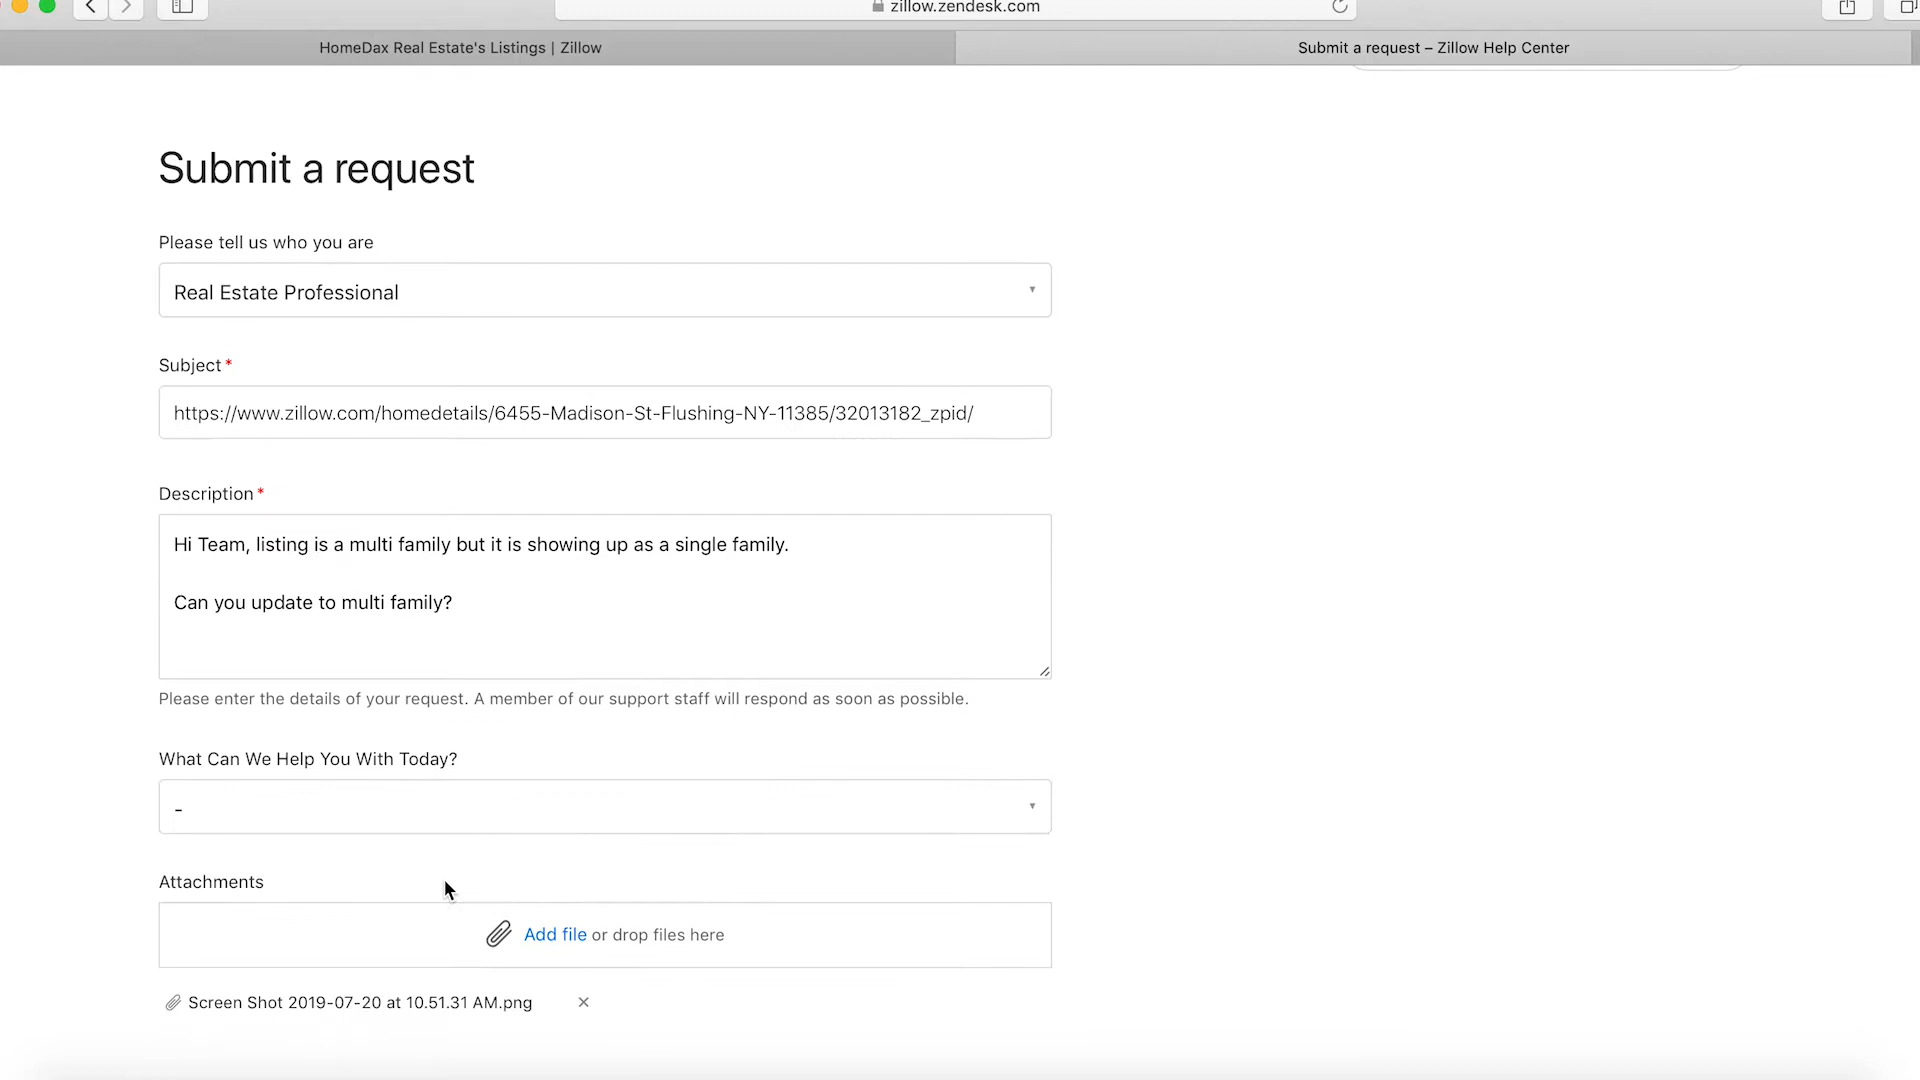 zillow.zendesk.com
HomeDax Real Estate's Listings | Zillow
Submit a request – Zillow Help Center
Submit a request
Please tell us who you are
Real Estate Professional
Subject*
https://www.zillow.com/homedetails/6455-Madison-St-Flushing-NY-11385/32013182_zpid/
Description*
Hi Team, listing is a multi family but it is showing up as a single family.
Can you update to multi family?
Please enter the details of your request. A member of our support staff will respond as soon as possible.
What Can We Help You With Today?
-
Attachments
Add file or drop files here
Screen Shot 2019-07-20 at 10.51.31 AM.png